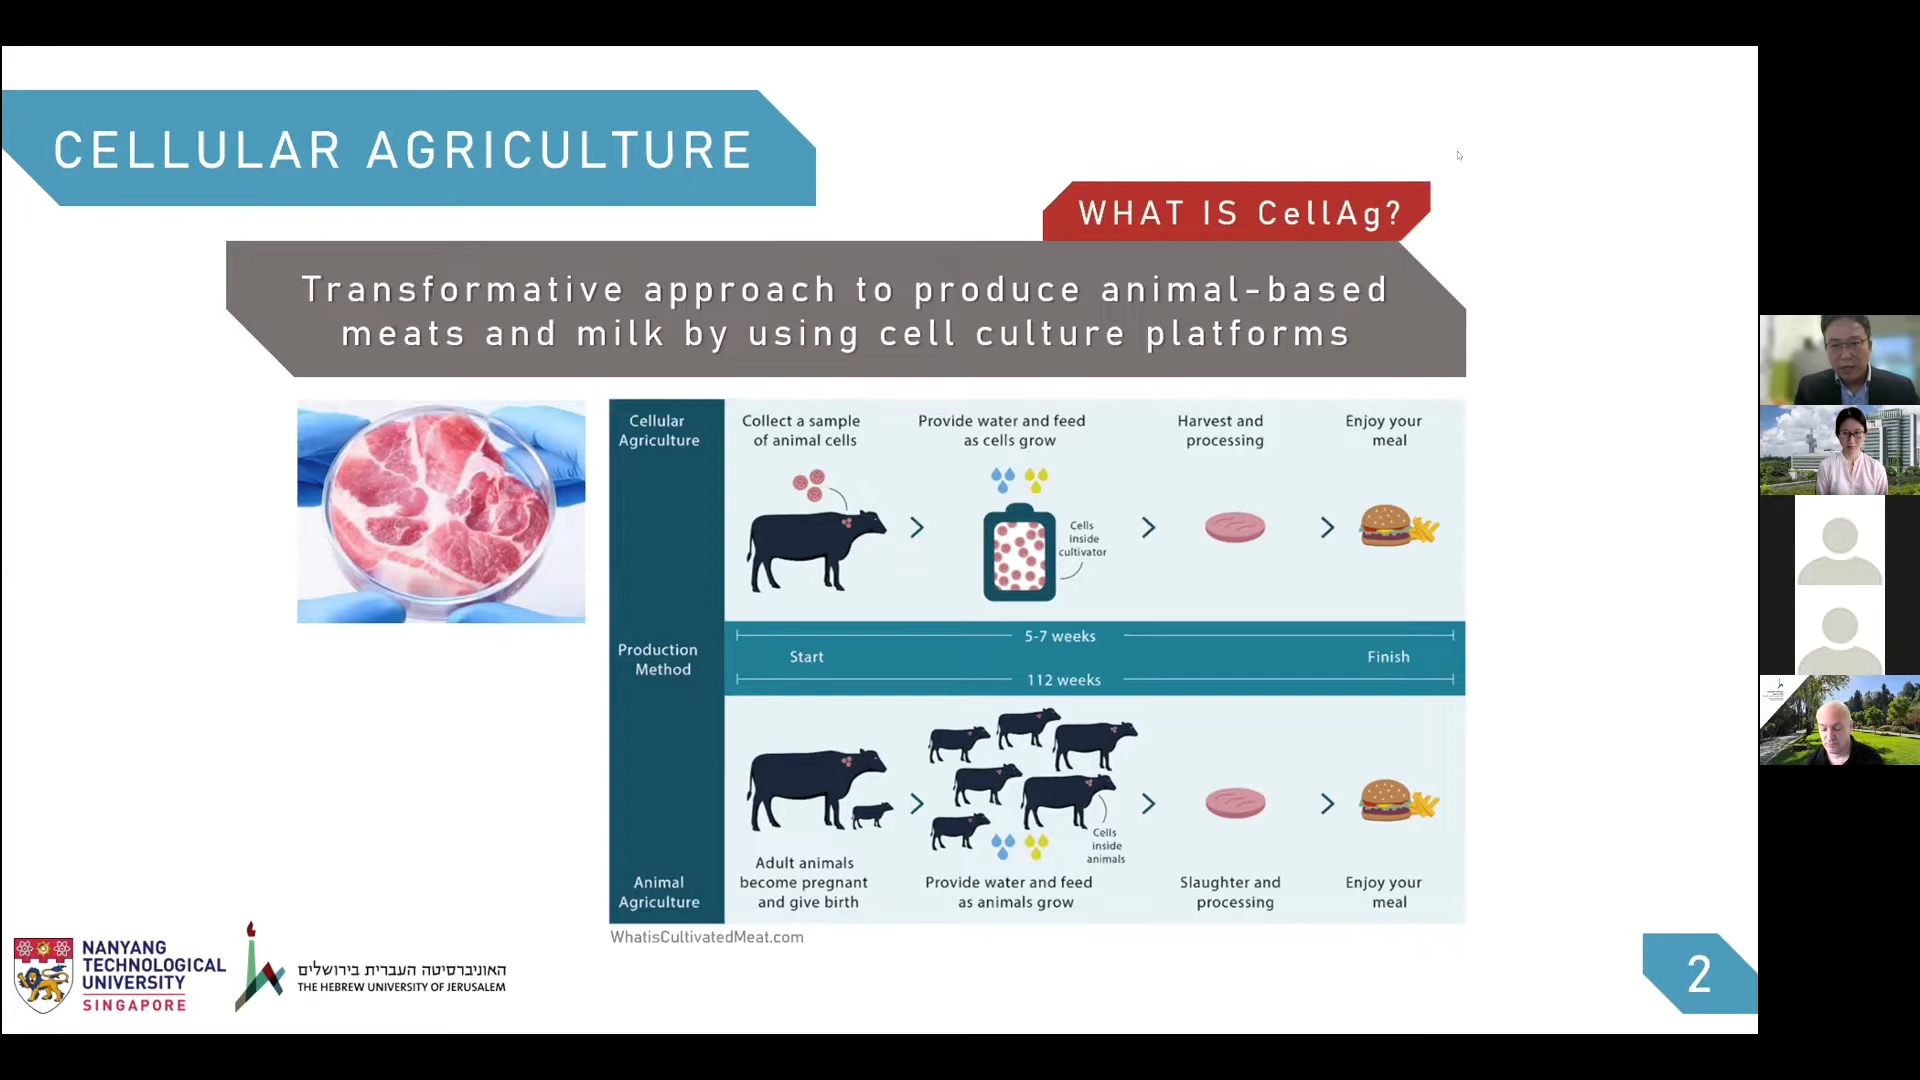 CELLULAR AGRICULTURE
WHAT IS CellAg?
Transformative approach to produce animal-based
meats and milk by using cell culture platforms
Cellular
Agriculture
Collect a sample
of animal cells
Provide water and feed
as cells grow
Harvest and
processing
Enjoy your
meal
Cells
inside
cultivator
Production
Method
5-7 weeks
Start
Finish
112 weeks
Cells
inside
animals
Animal
Agriculture
Adult animals
become pregnant
and give birth
Provide water and feed
as animals grow
Slaughter and
processing
Enjoy your
meal
WhatisCultivatedMeat.com
NANYANG
TECHNOLOGICAL
UNIVERSITY
SINGAPORE
האוניברסיטה העברית בירושלים
THE HEBREW UNIVERSITY OF JERUSALEM
2